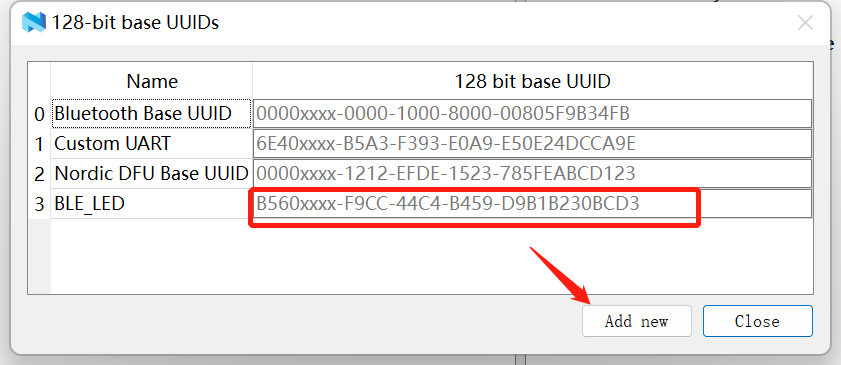 128-bit base UUIDs
e
Name 128 bit base UUID
0 Bluetooth Base UUID 0000xxxx-0000-1000-8000-00805F9B34FB
1 Custom UART 6E40xxxx-B5A3-F393-E0A9-E50E24DCCA9E
2 Nordic DFU Base UUID 0000xxxx-1212-EFDE-1523-785FEABCD123
3 BLE_LED B560xxxx-F9CC-44C4-B459-D9B1B230BCD3
Add new Close